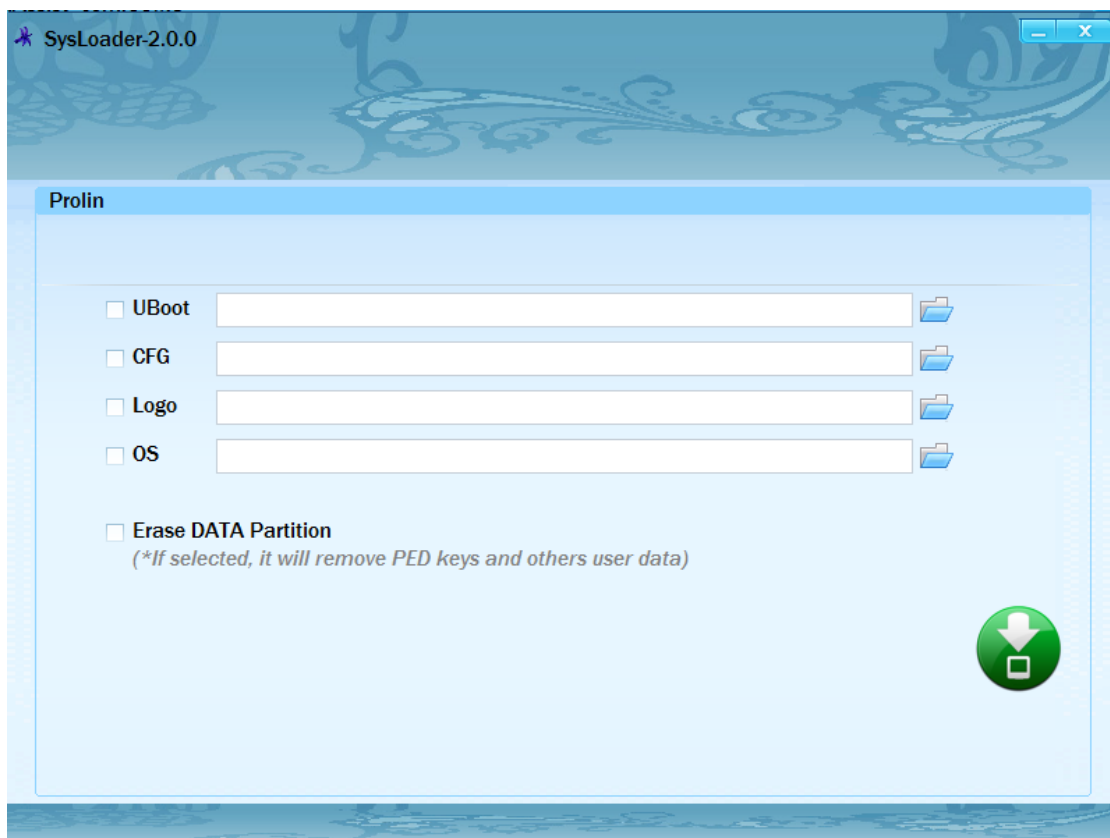 SysLoader-2.0.0
Prolin
UBoot
CFG
Logo
OS
Erase DATA Partition
(*If selected, it will remove PED keys and others user data)